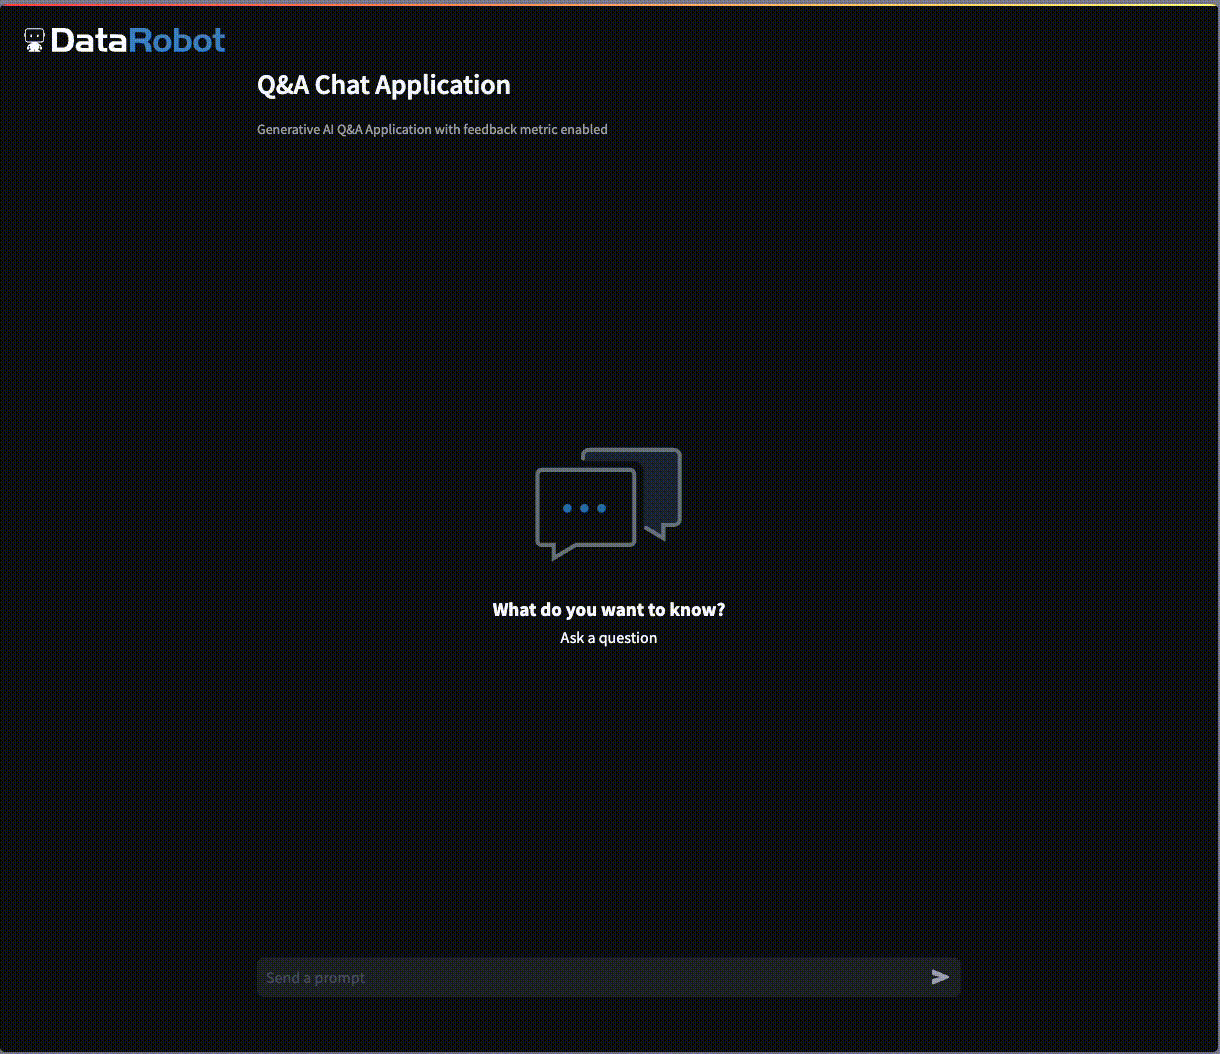 DataRobot
Q&A Chat Application
Generative AI Q&A Application with feedback metric enabled
What do you want to know?
Ask a question
Send a prompt